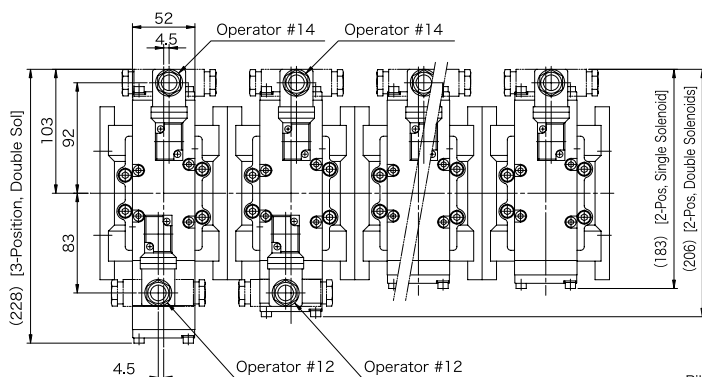 52
4.5
Operator #14
Operator #14
(228) [3-Position, Double Sol]
103
92
83
(183) [2-Pos, Single Solenoid]
(206) [2-Pos, Double Solenoids]
4.5
Operator #12
Operator #12